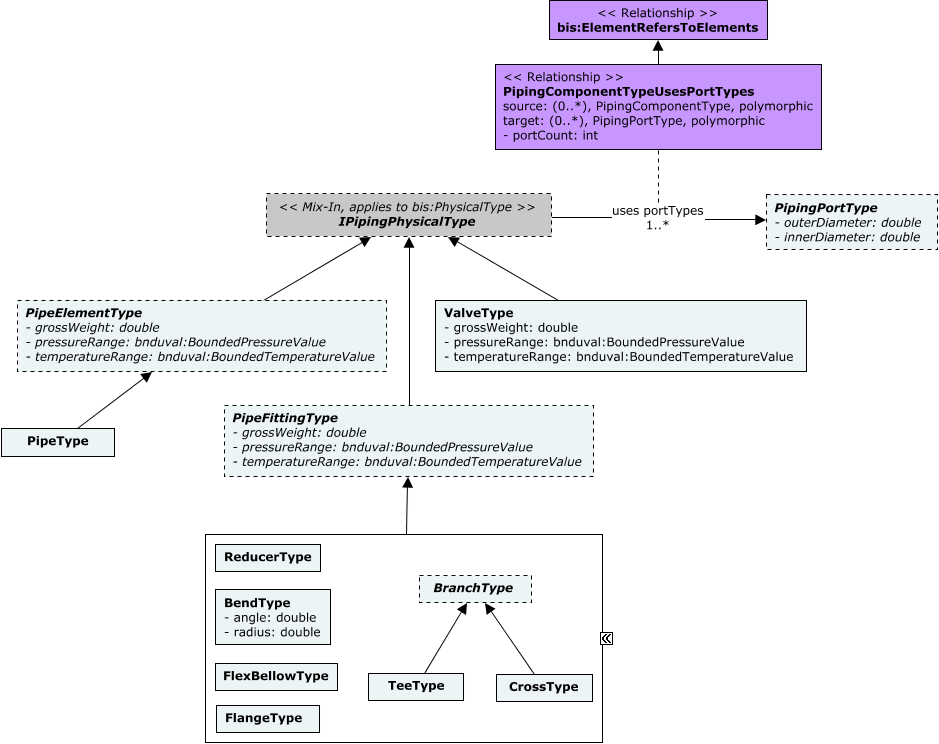 << Relationship >>
bis:ElementRefersToElements
<< Relationship >>
PipingComponentTypeUsesPortTypes
source: (0..*), PipingComponentType, polymorphic
target: (0..*), PipingPortType, polymorphic
- portCount: int
<< Mix-In, applies to bis:PhysicalType >>
IPipingPhysicalType
uses portTypes
1..*
PipingPortType
- outerDiameter: double
- innerDiameter: double
PipeElementType
- grossWeight: double
- pressureRange: bnduval:BoundedPressureValue
- temperatureRange: bnduval:BoundedTemperatureValue
ValveType
- grossWeight: double
- pressureRange: bnduval:BoundedPressureValue
- temperatureRange: bnduval:BoundedTemperatureValue
PipeType
PipeFittingType
- grossWeight: double
- pressureRange: bnduval:BoundedPressureValue
- temperatureRange: bnduval:BoundedTemperatureValue
ReducerType
BendType
- angle: double
- radius: double
FlexBellowType
FlangeType
BranchType
TeeType
CrossType